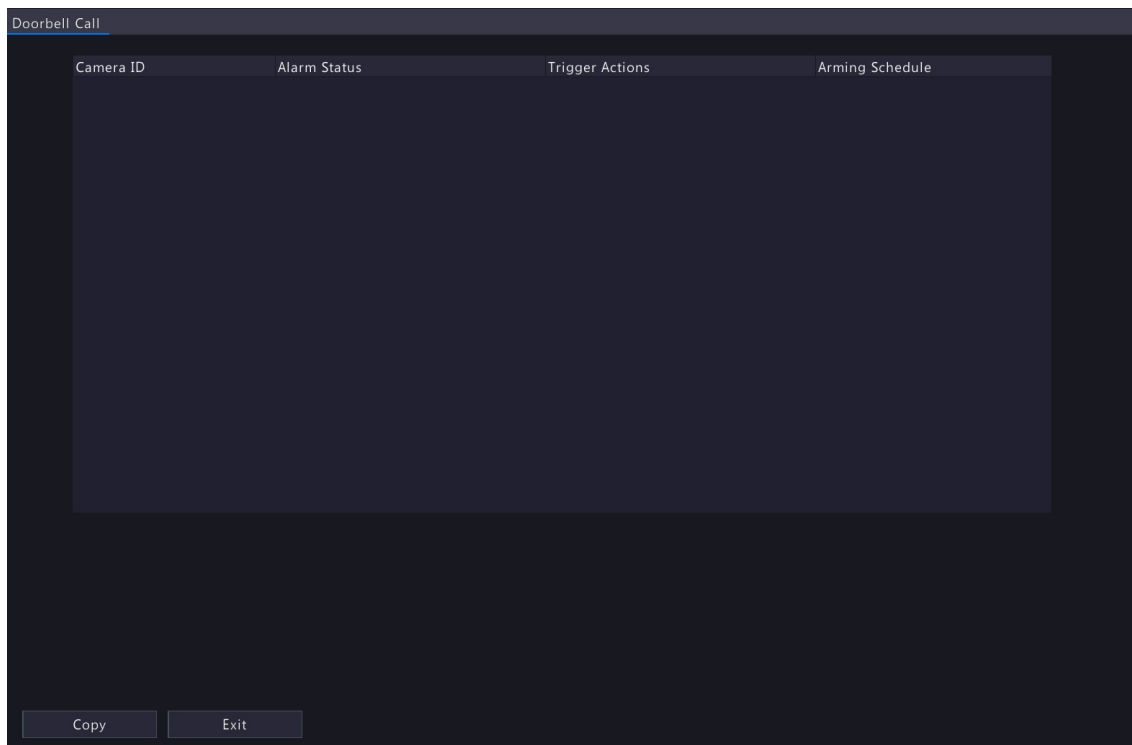 Doorbell Call
Camera ID Alarm Status Trigger Actions Arming Schedule
Copy Exit